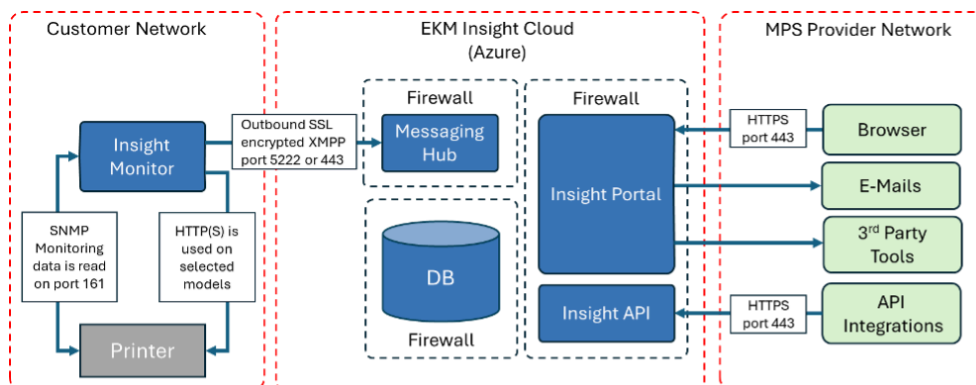 Customer Network
EKM Insight Cloud
(Azure)
MPS Provider Network
Insight
Monitor
SNMP
Monitoring
data is read
on port 161
HTTP(S) is
used on
selected
models
Printer
Outbound SSL
encrypted XMPP
port 5222 or 443
Firewall
Messaging
Hub
DB
Firewall
Firewall
Insight Portal
Insight API
HTTPS
port 443
Browser
E-Mails
3rd Party
Tools
HTTPS
port 443
API
Integrations